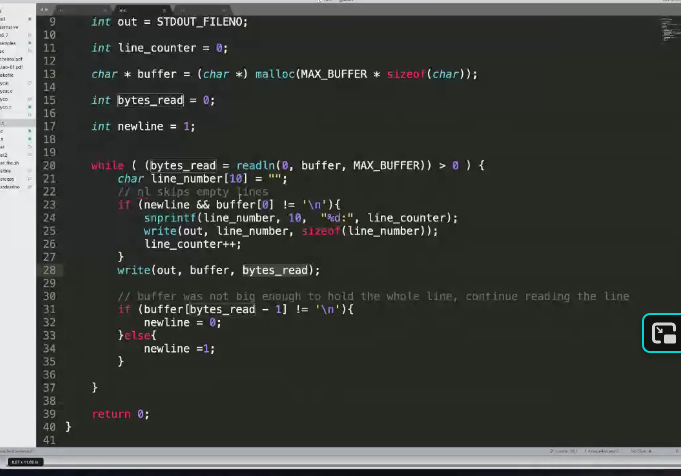 9 int out = STDOUT_FILENO;
10
11 int line_counter = 0;
12
13 char * buffer = (char *) malloc(MAX_BUFFER * sizeof(char));
14
15 int bytes_read = 0;
16
17 int newline = 1;
18
19
20 while ( (bytes_read = readln(0, buffer, MAX_BUFFER)) > 0 ) {
21 char line_number[10] = "";
22 // nl skips empty lines
23 if (newline && buffer[0] != '\n'){
24 snprintf(line_number, 10, "%d:", line_counter);
25 write(out, line_number, sizeof(line_number));
26 line_counter++;
27 }
28 write(out, buffer, bytes_read);
29
30 // buffer was not big enough to hold the whole line, continue reading the line
31 if (buffer[bytes_read - 1] != '\n'){
32 newline = 0;
33 }else{
34 newline =1;
35 }
36
37 }
38
39 return 0;
40 }
41